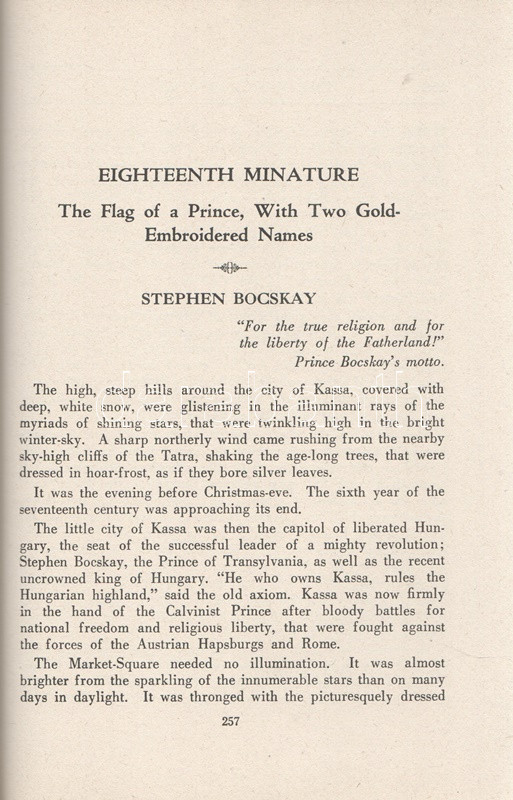 EIGHTEENTH MINATURE
The Flag of a Prince, With Two Gold-
Embroidered Names
STEPHEN BOCSKAY
"For the true religion and for
the liberty of the Fatherland!"
Prince Bocskay's motto.
The high, steep hills around the city of Kassa, covered with
deep, white snow, were glistening in the illuminant rays of the
myriads of shining stars, that were twinkling high in the bright
winter-sky. A sharp northerly wind came rushing from the nearby
sky-high cliffs of the Tatra, shaking the age-long trees, that were
dressed in hoar-frost, as if they bore silver leaves.
It was the evening before Christmas-eve. The sixth year of the
seventeenth century was approaching its end.
The little city of Kassa was then the capitol of liberated Hun-
gary, the seat of the successful leader of a mighty revolution;
Stephen Bocskay, the Prince of Transylvania, as well as the recent
uncrowned king of Hungary. "He who owns Kassa, rules the
Hungarian highland," said the old axiom. Kassa was now firmly
in the hand of the Calvinist Prince after bloody battles for
national freedom and religious liberty, that were fought against
the forces of the Austrian Hapsburgs and Rome.
The Market-Square needed no illumination. It was almost
brighter from the sparkling of the innumerable stars than on many
days in daylight. It was thronged with the picturesquely dressed
257